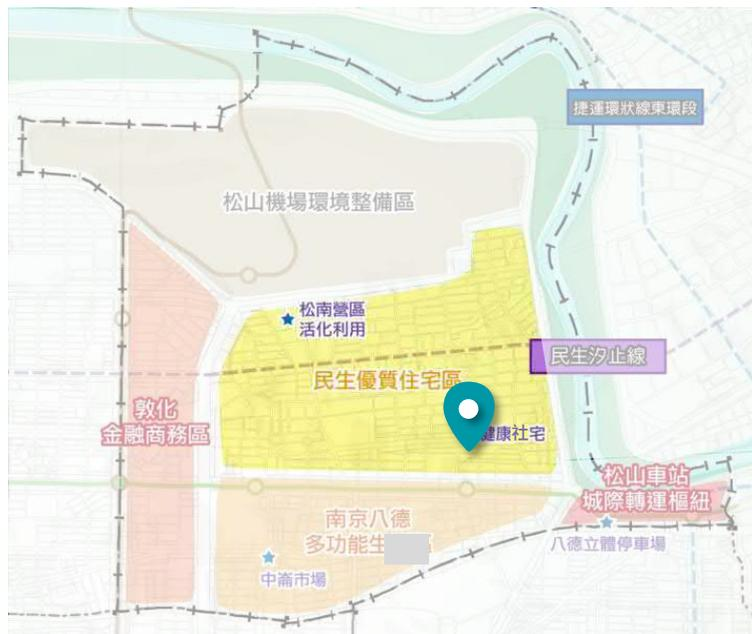 捷運環狀線東環段
松山機場環境整備區
松南營區
活化利用
民生汐止線
民生優質住宅區
敦化
金融商務區
健康社宅
松山車站
城際轉運樞紐
南京八德
多功能生
八德立體停車場
中崙市場